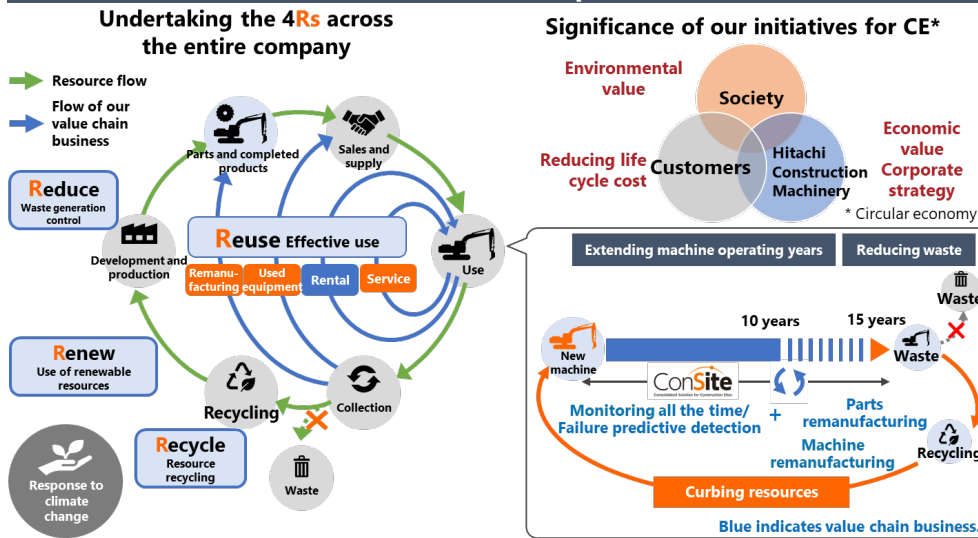 Undertaking the 4Rs across
the entire company
Resource flow
Flow of our
value chain
business
Parts and completed
products
Sales and
supply
Reduce
Waste generation
control
Development and
production
Reuse Effective use
Remanu-
facturing
Used
equipment
Rental
Service
Use
Renew
Use of renewable
resources
Recycling
Collection
Recycle
Resource
recycling
Waste
Response to
climate
change
Significance of our initiatives for CE*
Environmental
value
Society
Reducing life
cycle cost
Customers
Hitachi
Construction
Machinery
Economic
value
Corporate
strategy
* Circular economy
Extending machine operating years
Reducing waste
Waste
10 years
15 years
New
machine
Waste
ConSite
Consolidated Solution for Construction Sites
Monitoring all the time/
Failure predictive detection
+
Parts
remanufacturing
Machine
remanufacturing
Recycling
Curbing resources
Blue indicates value chain business.